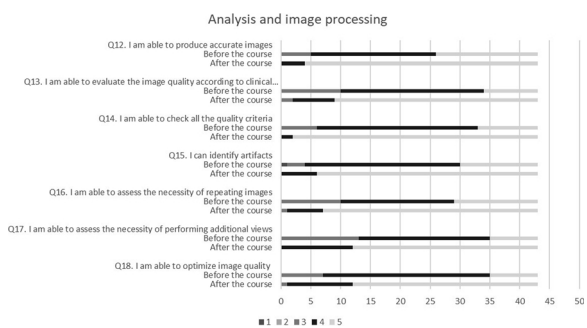 Analysis and image processing
Q12. I am able to produce accurate images
Before the course
After the course
Q13. I am able to evaluate the image quality according to clinical...
Before the course
After the course
Q14. I am able to check all the quality criteria
Before the course
After the course
Q15. I can identify artifacts
Before the course
After the course
Q16. I am able to assess the necessity of repeating images
Before the course
After the course
Q17. I am able to assess the necessity of performing additional views
Before the course
After the course
Q18. I am able to optimize image quality
Before the course
After the course
0 5 10 15 20 25 30 35 40 45 50
1 2 3 4 5